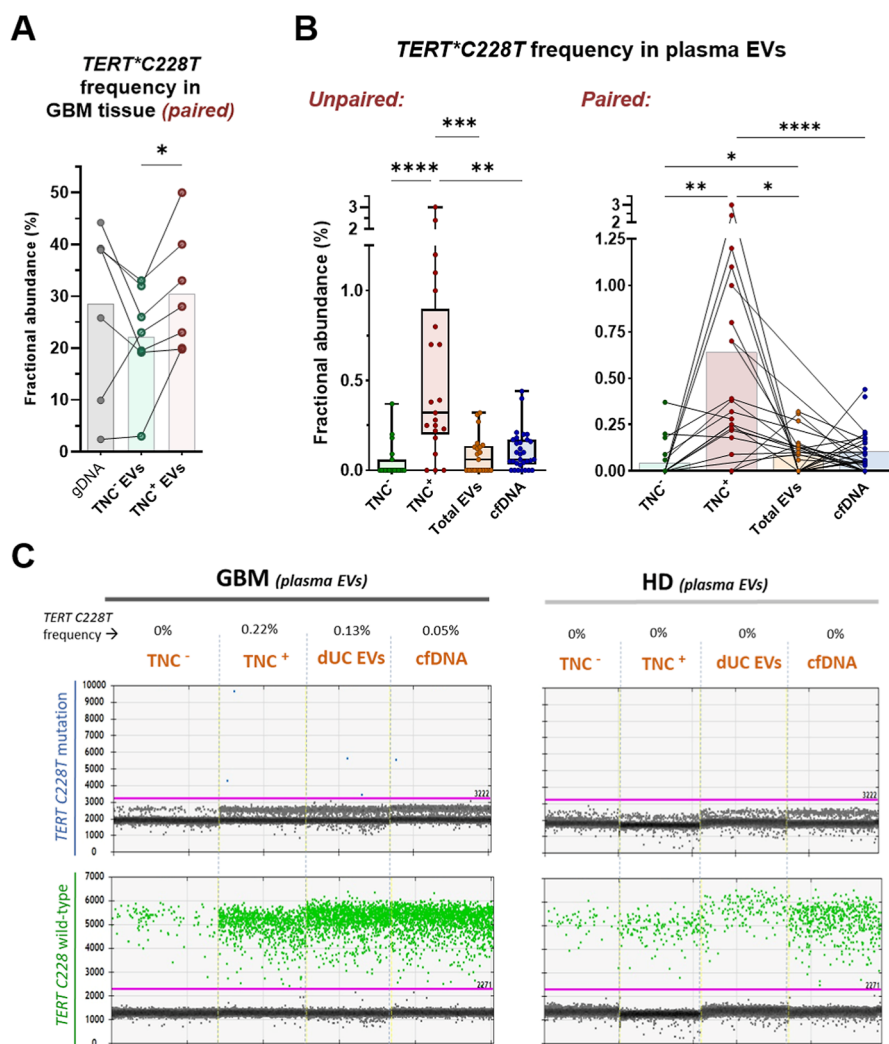 A
TERT*C228T
frequency in
GBM tissue (paired)
*
Fractional abundance (%)
50
40
30
20
10
0
gDNA
TNC- EVs
TNC+ EVs
B
TERT*C228T frequency in plasma EVs
Unpaired:
***
**** **
Fractional abundance (%)
3
2
1.0
0.5
0.0
TNC-
TNC+
Total EVs
cfDNA
Paired:
****
*
** *
3
2
1.25
1.00
0.75
0.50
0.25
0.00
TNC-
TNC+
Total EVs
cfDNA
C
GBM (plasma EVs)
TERT C228T
frequency → 0% 0.22% 0.13% 0.05%
TNC - TNC + dUC EVs cfDNA
HD (plasma EVs)
0% 0% 0% 0%
TNC - TNC + dUC EVs cfDNA
TERT C228T mutation
10000
9000
8000
7000
6000
5000
4000
3000
2000
1000
0
3222
3222
TERT C228 wild-type
7000
6000
5000
4000
3000
2000
1000
0
2271
2271